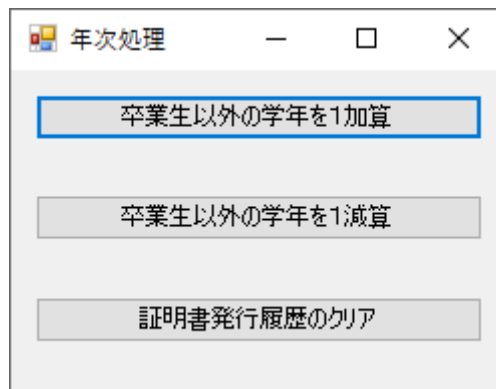 年次処理
卒業生以外の学年を1加算
卒業生以外の学年を1減算
証明書発行履歴のクリア